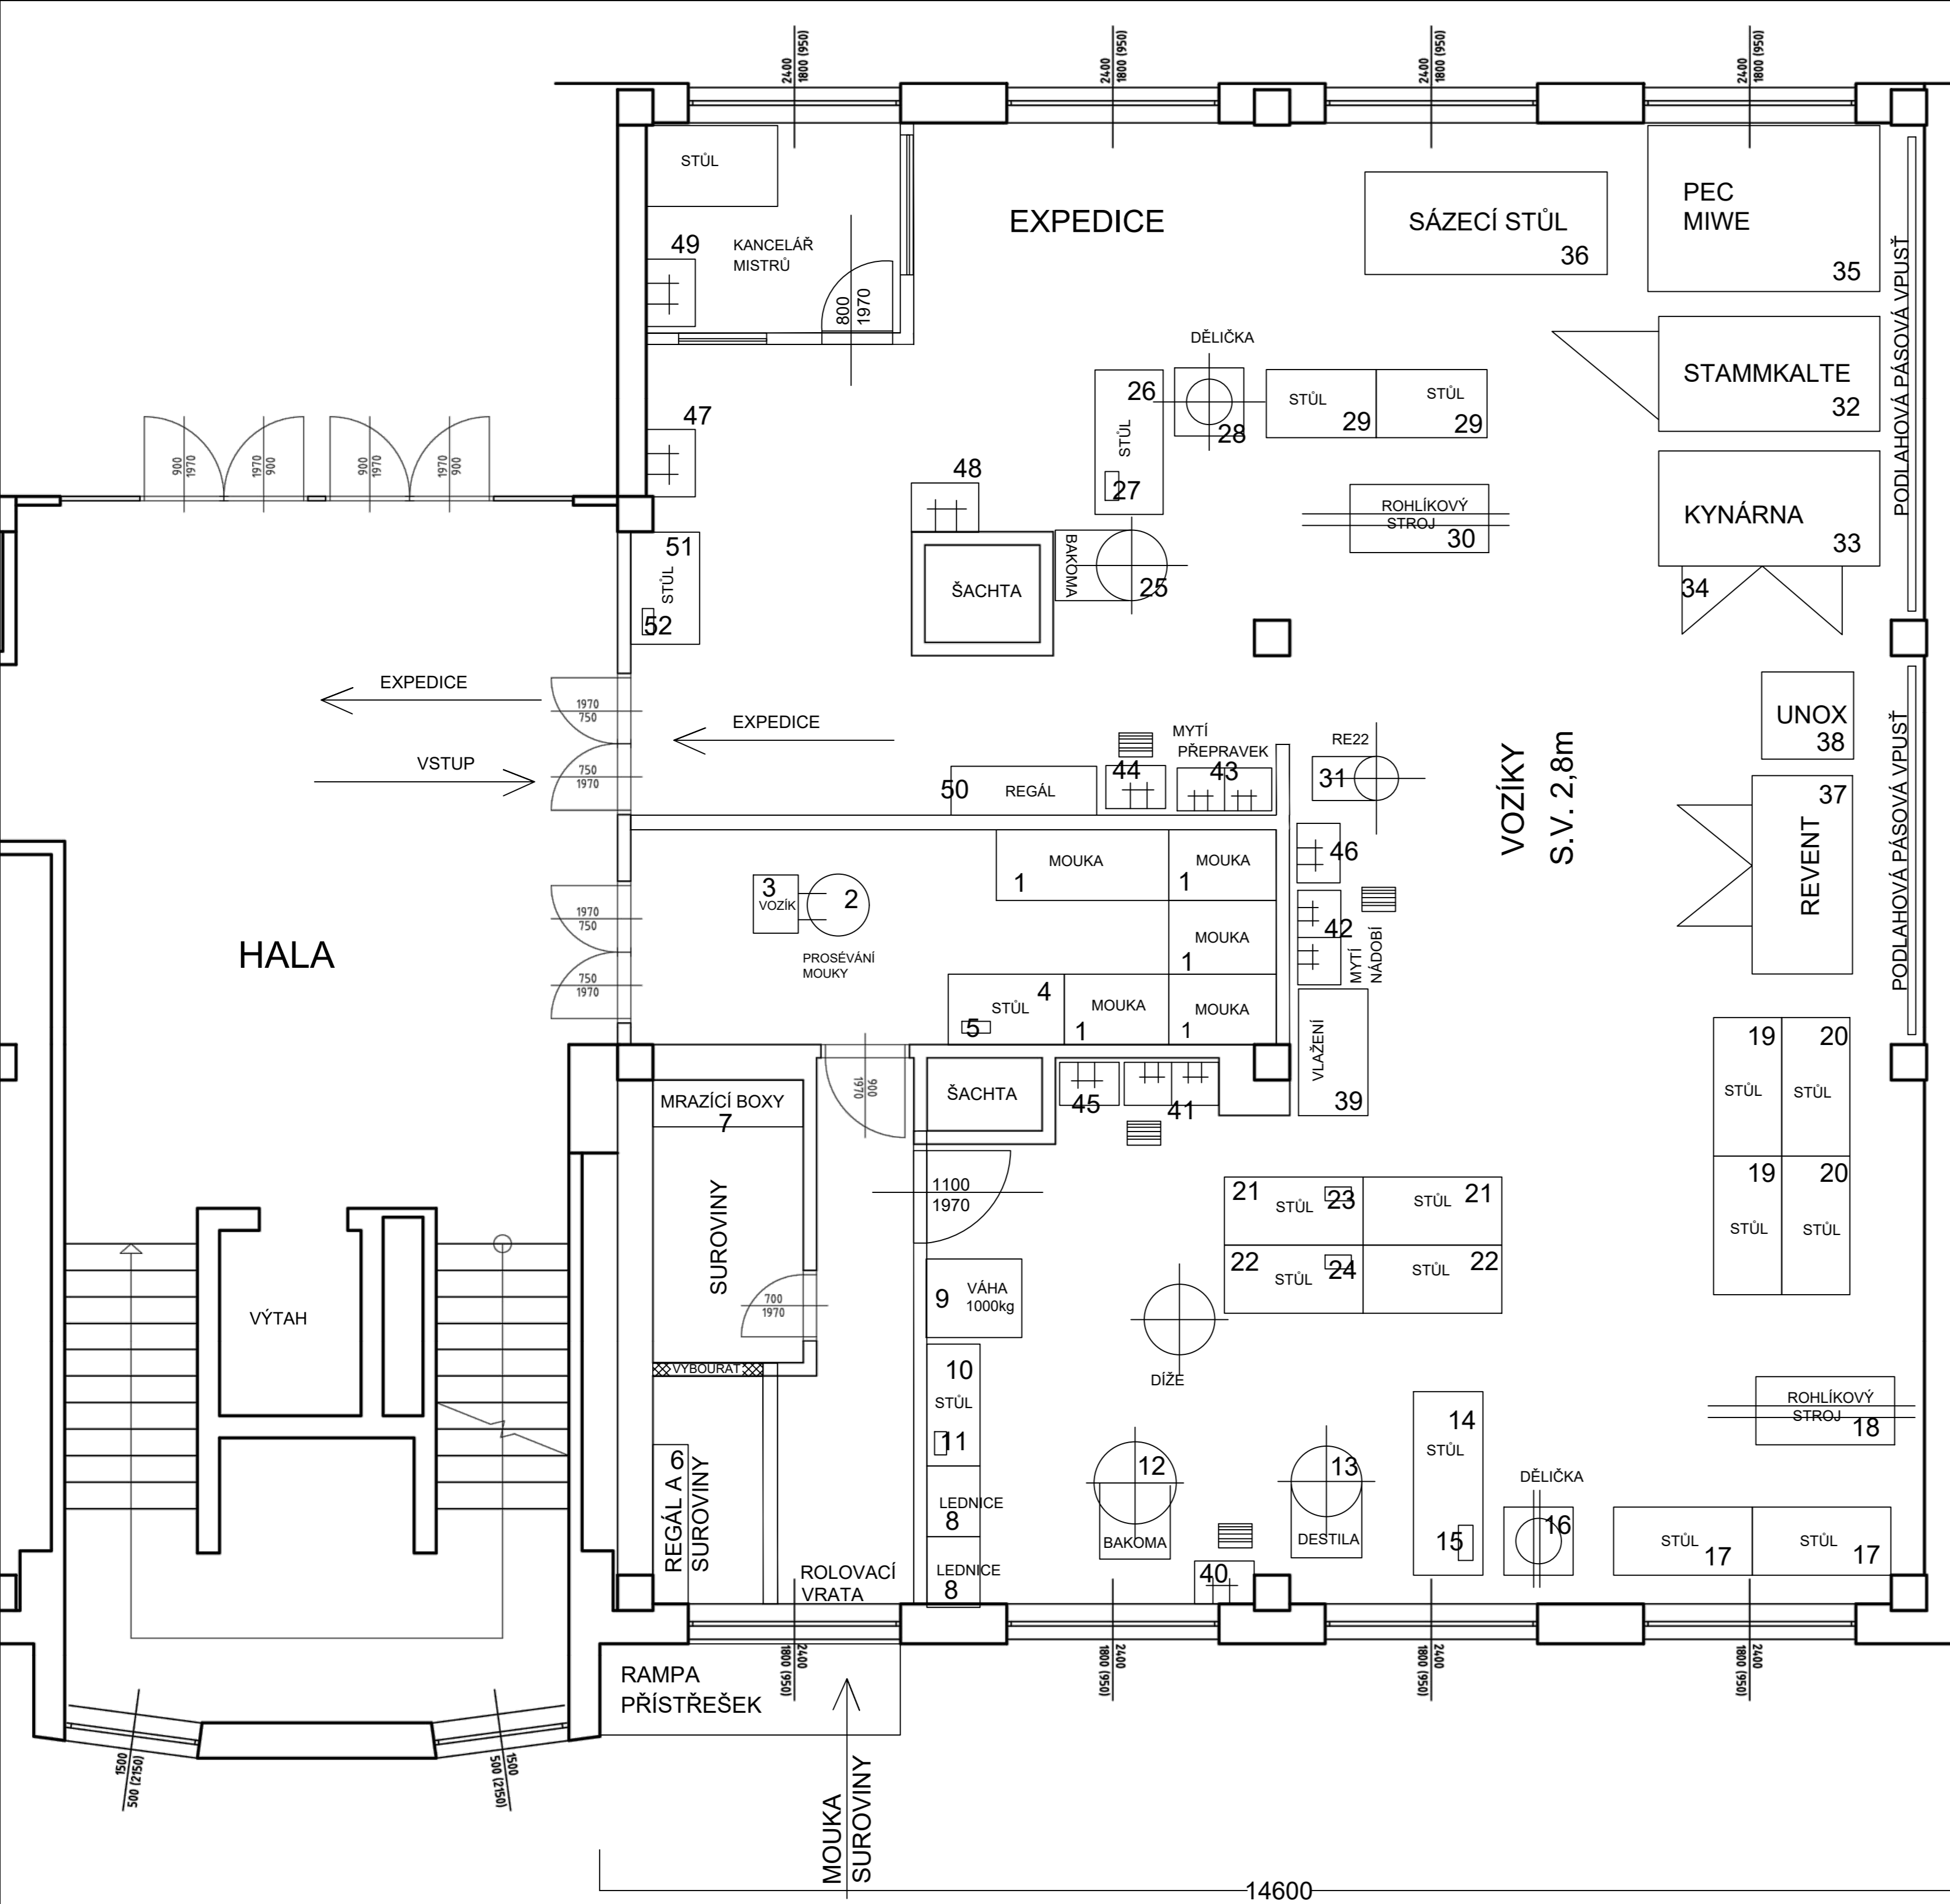 2400
1800 (950)
2400
1800 (950)
2400
1800 (950)
2400
1800 (950)
STŮL
49
KANCELÁŘ
MISTRŮ
800
1970
EXPEDICE
SÁZECÍ STŮL
36
PEC
MIWE
35
PODLAHOVÁ PÁSOVÁ VPUSŤ
DĚLIČKA
26
STŮL
27
28
STŮL
29
STŮL
29
STAMMKALTE
32
47
900
1970
1970
900
900
1970
1970
900
48
ROHLÍKOVÝ
STROJ
30
KYNÁRNA
33
34
51
STŮL
52
ŠACHTA
BAKOMA
25
EXPEDICE
1970
750
EXPEDICE
VSTUP
750
1970
MYTÍ
PŘEPRAVEK
44
43
50
REGÁL
RE22
31
VOZÍKY
S.V. 2,8m
UNOX
38
37
REVENT
PODLAHOVÁ PÁSOVÁ VPUSŤ
MOUKA
1
MOUKA
1
46
3
VOZÍK
2
PROSÉVÁNÍ
MOUKY
1970
750
HALA
750
1970
MOUKA
1
42
MYTÍ
NÁDOBÍ
STŮL
4
5
MOUKA
1
MOUKA
1
VLAŽENÍ
39
900
1970
MRAZÍCÍ BOXY
7
ŠACHTA
45
41
19
STŮL
20
STŮL
19
STŮL
20
STŮL
SUROVINY
1100
1970
21
STŮL
23
STŮL
21
22
STŮL
24
STŮL
22
VÝTAH
700
1970
9
VÁHA
1000kg
DÍŽE
VYBOURAT
10
STŮL
11
ROHLÍKOVÝ
STROJ
18
6
REGÁL A
SUROVINY
LEDNICE
8
LEDNICE
8
12
BAKOMA
13
DESTILA
14
STŮL
15
DĚLIČKA
16
STŮL
17
STŮL
17
40
ROLOVACÍ
VRATA
2400
1800 (950)
2400
1800 (950)
2400
1800 (950)
2400
1800 (950)
RAMPA
PŘÍSTŘEŠEK
1500
500 (2150)
1500
500 (2150)
MOUKA
SUROVINY
14600